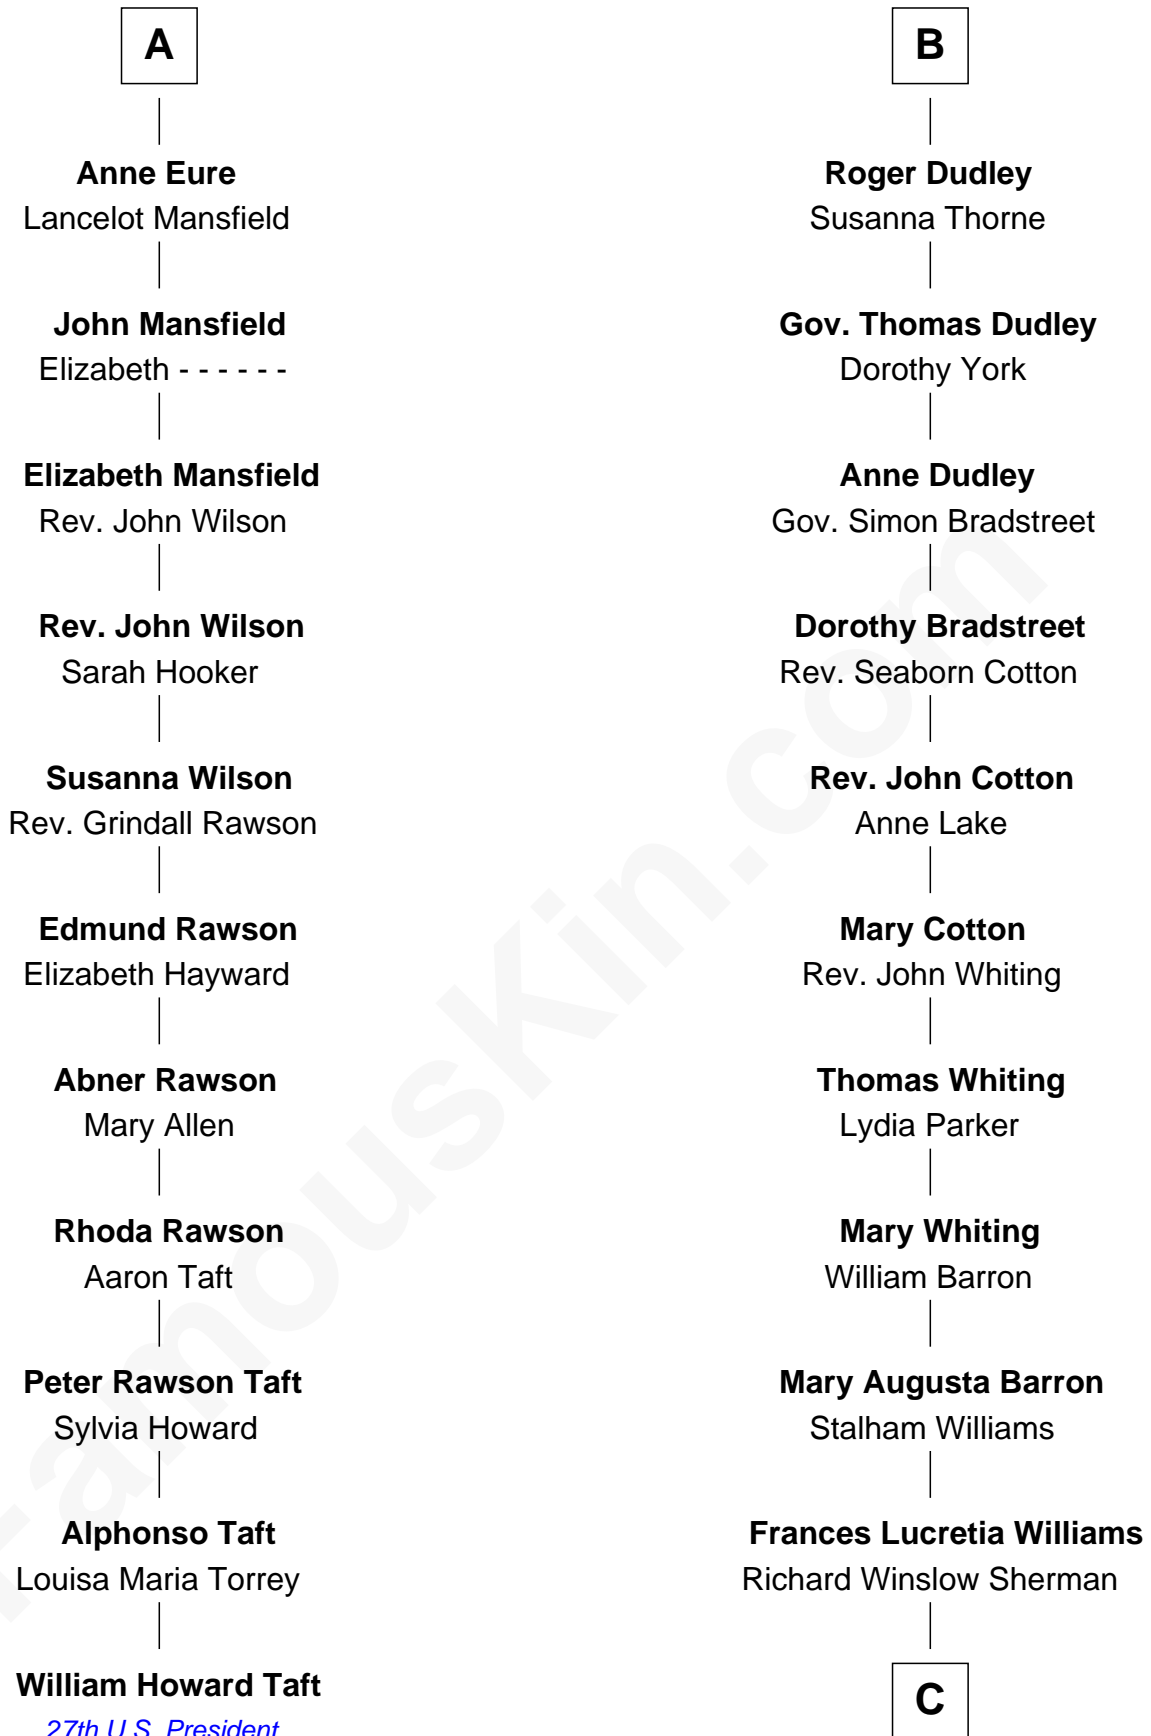 A
Anne Eure
Lancelot Mansfield
John Mansfield
Elizabeth - - - - - -
Elizabeth Mansfield
Rev. John Wilson
Rev. John Wilson
Sarah Hooker
Susanna Wilson
Rev. Grindall Rawson
Edmund Rawson
Elizabeth Hayward
Abner Rawson
Mary Allen
Rhoda Rawson
Aaron Taft
Peter Rawson Taft
Sylvia Howard
Alphonso Taft
Louisa Maria Torrey
William Howard Taft
27th U.S. President
B
Roger Dudley
Susanna Thorne
Gov. Thomas Dudley
Dorothy York
Anne Dudley
Gov. Simon Bradstreet
Dorothy Bradstreet
Rev. Seaborn Cotton
Rev. John Cotton
Anne Lake
Mary Cotton
Rev. John Whiting
Thomas Whiting
Lydia Parker
Mary Whiting
William Barron
Mary Augusta Barron
Stalham Williams
Frances Lucretia Williams
Richard Winslow Sherman
C
FamousKin.com